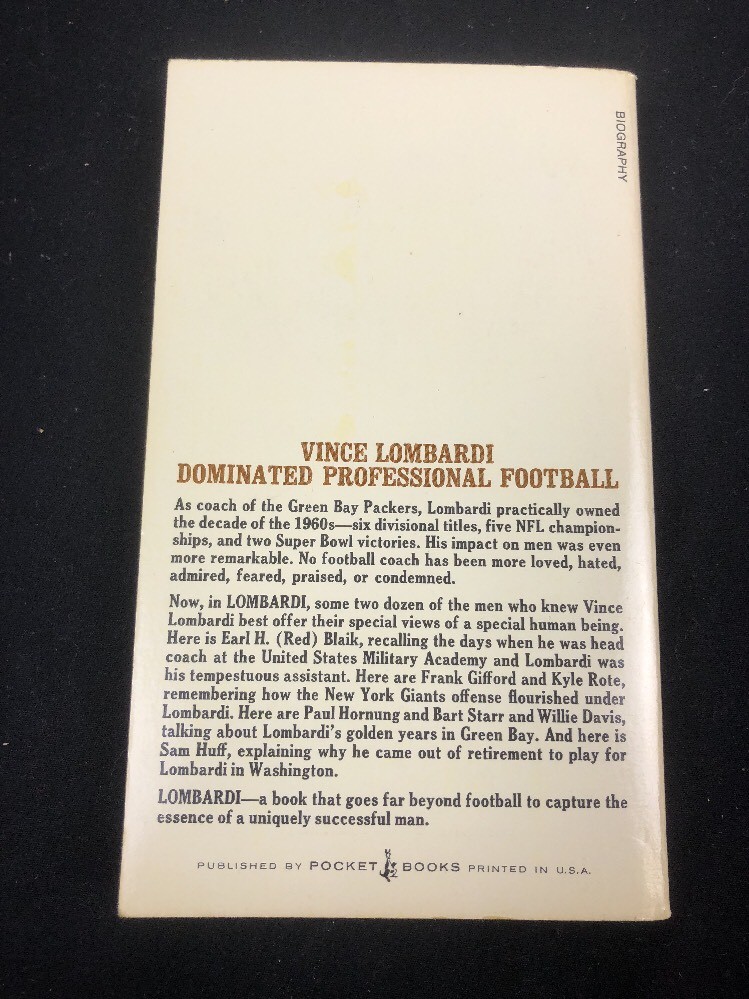 BIOGRAPHY
VINCE LOMBARDI
DOMINATED PROFESSIONAL FOOTBALL
As coach of the Green Bay Packers, Lombardi practically owned
the decade of the 1960s—six divisional titles, five NFL champion-
ships, and two Super Bowl victories. His impact on men was even
more remarkable. No football coach has been more loved, hated,
admired, feared, praised, or condemned.
Now, in LOMBARDI, some two dozen of the men who knew Vince
Lombardi best offer their special views of a special human being.
Here is Earl H. (Red) Blaik, recalling the days when he was head
coach at the United States Military Academy and Lombardi was
his tempestuous assistant. Here are Frank Gifford and Kyle Rote,
remembering how the New York Giants offense flourished under
Lombardi. Here are Paul Hornung and Bart Starr and Willie Davis,
talking about Lombardi's golden years in Green Bay. And here is
Sam Huff, explaining why he came out of retirement to play for
Lombardi in Washington.
LOMBARDI—a book that goes far beyond football to capture the
essence of a uniquely successful man.
PUBLISHED BY POCKET BOOKS PRINTED IN U.S.A.